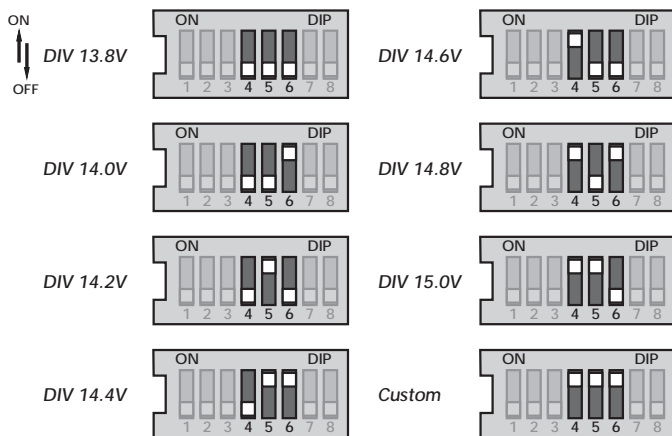 ON
OFF
DIV 13.8V
ON DIP
1 2 3 4 5 6 7 8
DIV 14.6V
ON DIP
1 2 3 4 5 6 7 8
DIV 14.0V
ON DIP
1 2 3 4 5 6 7 8
DIV 14.8V
ON DIP
1 2 3 4 5 6 7 8
DIV 14.2V
ON DIP
1 2 3 4 5 6 7 8
DIV 15.0V
ON DIP
1 2 3 4 5 6 7 8
DIV 14.4V
ON DIP
1 2 3 4 5 6 7 8
Custom
ON DIP
1 2 3 4 5 6 7 8